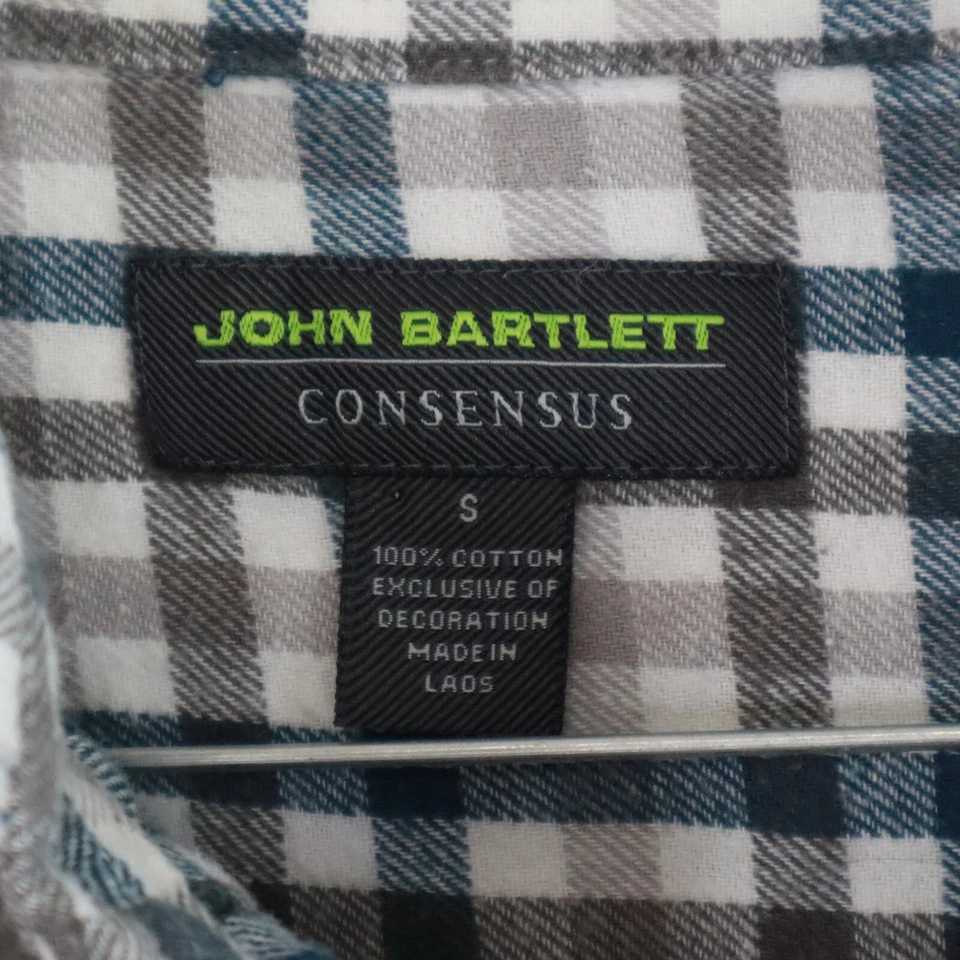 JOHN BARTLETT
CONSENSUS
S
100% COTTON
EXCLUSIVE OF
DECORATION
MADE IN
LAOS